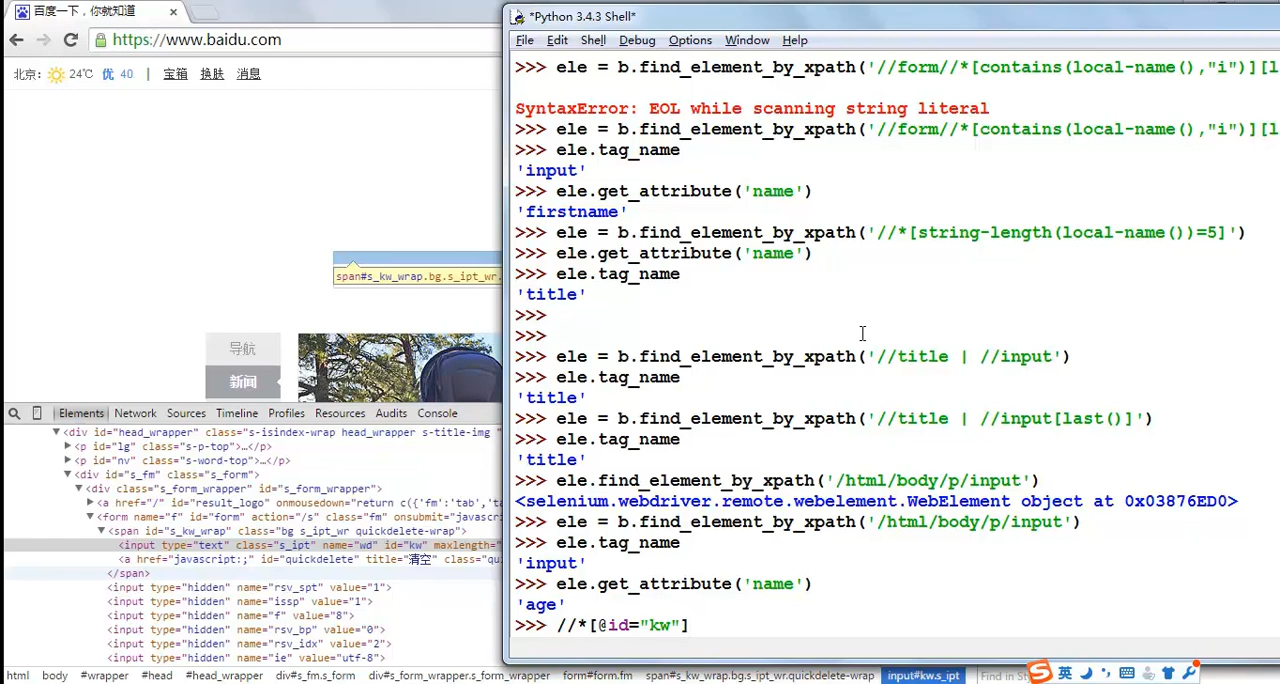 百度一下，你就知道
https://www.baidu.com
北京: 24℃ 优 40 | 宝箱 换肤 消息
span#s_kw_wrap.bg.s_ipt_wr.
导航
新闻
Elements Network Sources Timeline Profiles Resources Audits Console
▼<div id="head_wrapper" class="s-isindex-wrap head_wrapper s-title-img
▶<p id="lg" class="s-p-top">…</p>
▶<p id="nv" class="s-word-top">…</p>
▼<div id="s_fm" class="s_form">
▼<div class="s_form_wrapper" id="s_form_wrapper">
▶<a href="/" id="result_logo" onmousedown="return c({'fm':'tab','t
▼<form name="f" id="form" action="/s" class="fm" onsubmit="javascr
▼<span id="s_kw_wrap" class="bg s_ipt_wr quickdelete-wrap">
<input type="text" class="s_ipt" name="wd" id="kw" maxlength="
<a href="javascript:;" id="quickdelete" title="清空" class="qu
</span>
<input type="hidden" name="rsv_spt" value="1">
<input type="hidden" name="issp" value="1">
<input type="hidden" name="f" value="8">
<input type="hidden" name="rsv_bp" value="0">
<input type="hidden" name="rsv_idx" value="2">
<input type="hidden" name="ie" value="utf-8">
html body #wrapper #head #head_wrapper div#s_fm.s_form div#s_form_wrapper.s_form_wrapper form#form.fm span#s_kw_wrap.bg.s_ipt_wr.quickdelete-wrap input#kw.s_ipt Find in St
*Python 3.4.3 Shell*
File Edit Shell Debug Options Window Help
>>> ele = b.find_element_by_xpath('//form//*[contains(local-name(),"i")][l
SyntaxError: EOL while scanning string literal
>>> ele = b.find_element_by_xpath('//form//*[contains(local-name(),"i")][l
>>> ele.tag_name
'input'
>>> ele.get_attribute('name')
'firstname'
>>> ele = b.find_element_by_xpath('//*[string-length(local-name())=5]')
>>> ele.get_attribute('name')
>>> ele.tag_name
'title'
>>>
>>>
>>> ele = b.find_element_by_xpath('//title | //input')
>>> ele.tag_name
'title'
>>> ele = b.find_element_by_xpath('//title | //input[last()]')
>>> ele.tag_name
'title'
>>> ele.find_element_by_xpath('/html/body/p/input')
<selenium.webdriver.remote.webelement.WebElement object at 0x03876ED0>
>>> ele = b.find_element_by_xpath('/html/body/p/input')
>>> ele.tag_name
'input'
>>> ele.get_attribute('name')
'age'
>>> //*[@id="kw"]
英